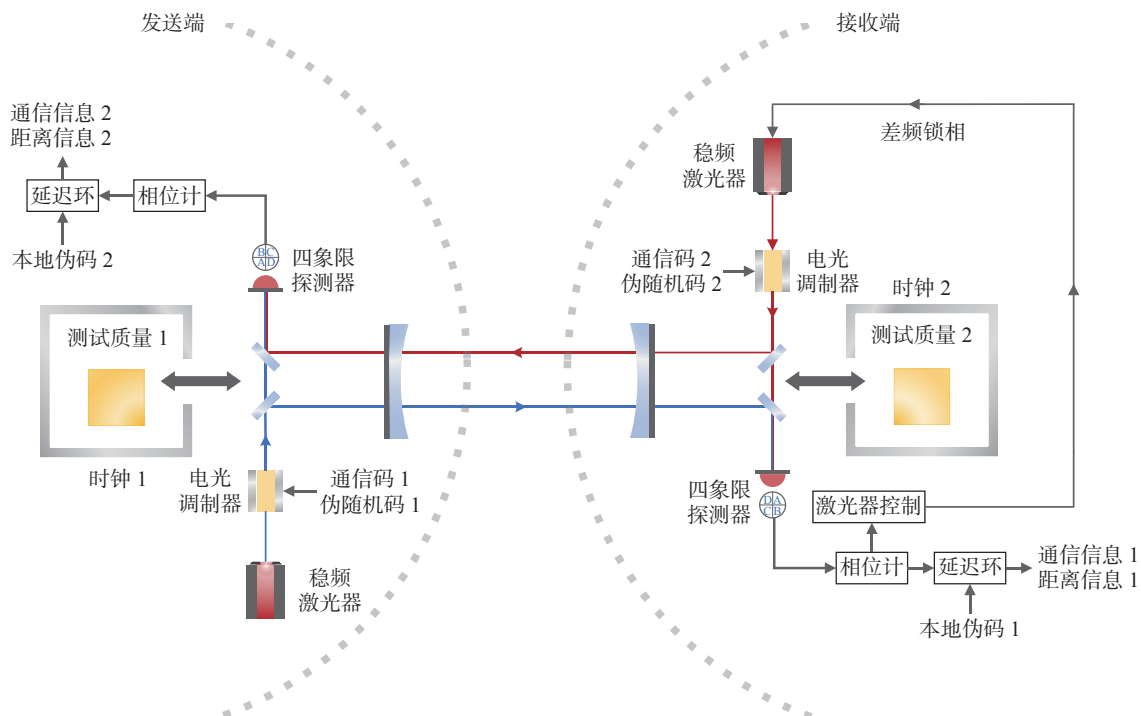 发送端
接收端
通信信息 2
距离信息 2
延迟环
相位计
本地伪码 2
BC
AD
四象限
探测器
差频锁相
稳频
激光器
通信码 2
伪随机码 2
电光
调制器
时钟 2
测试质量 1
测试质量 2
时钟 1
电光
调制器
通信码 1
伪随机码 1
稳频
激光器
四象限
探测器
DA
CB
激光器控制
相位计
延迟环
通信信息 1
距离信息 1
本地伪码 1